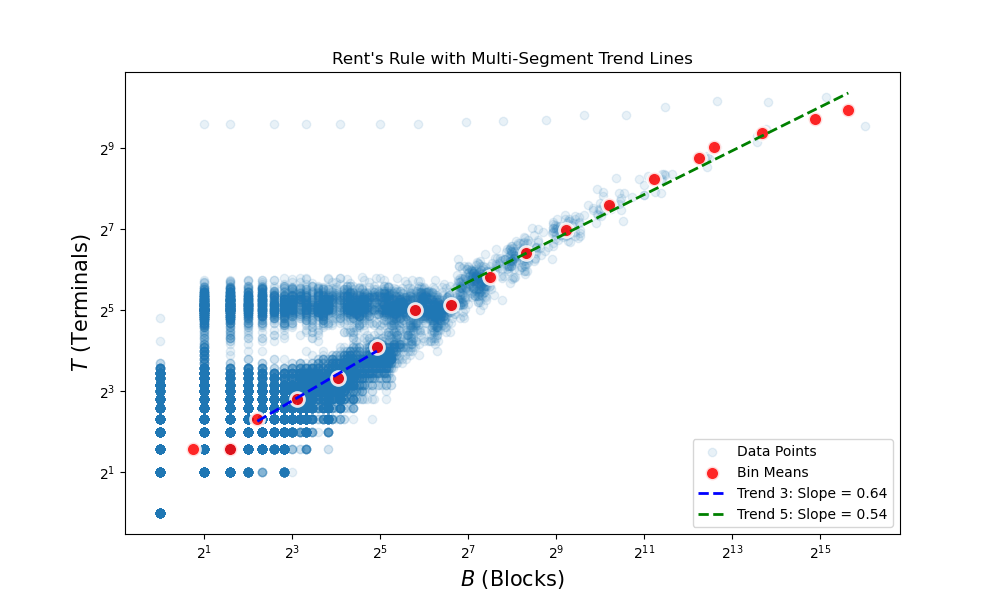 Rent's Rule with Multi-Segment Trend Lines
T (Terminals)
2⁹
2⁷
2⁵
2³
2¹
2¹ 2³ 2⁵ 2⁷ 2⁹ 2¹¹ 2¹³ 2¹⁵
B (Blocks)
Data Points
Bin Means
Trend 3: Slope = 0.64
Trend 5: Slope = 0.54